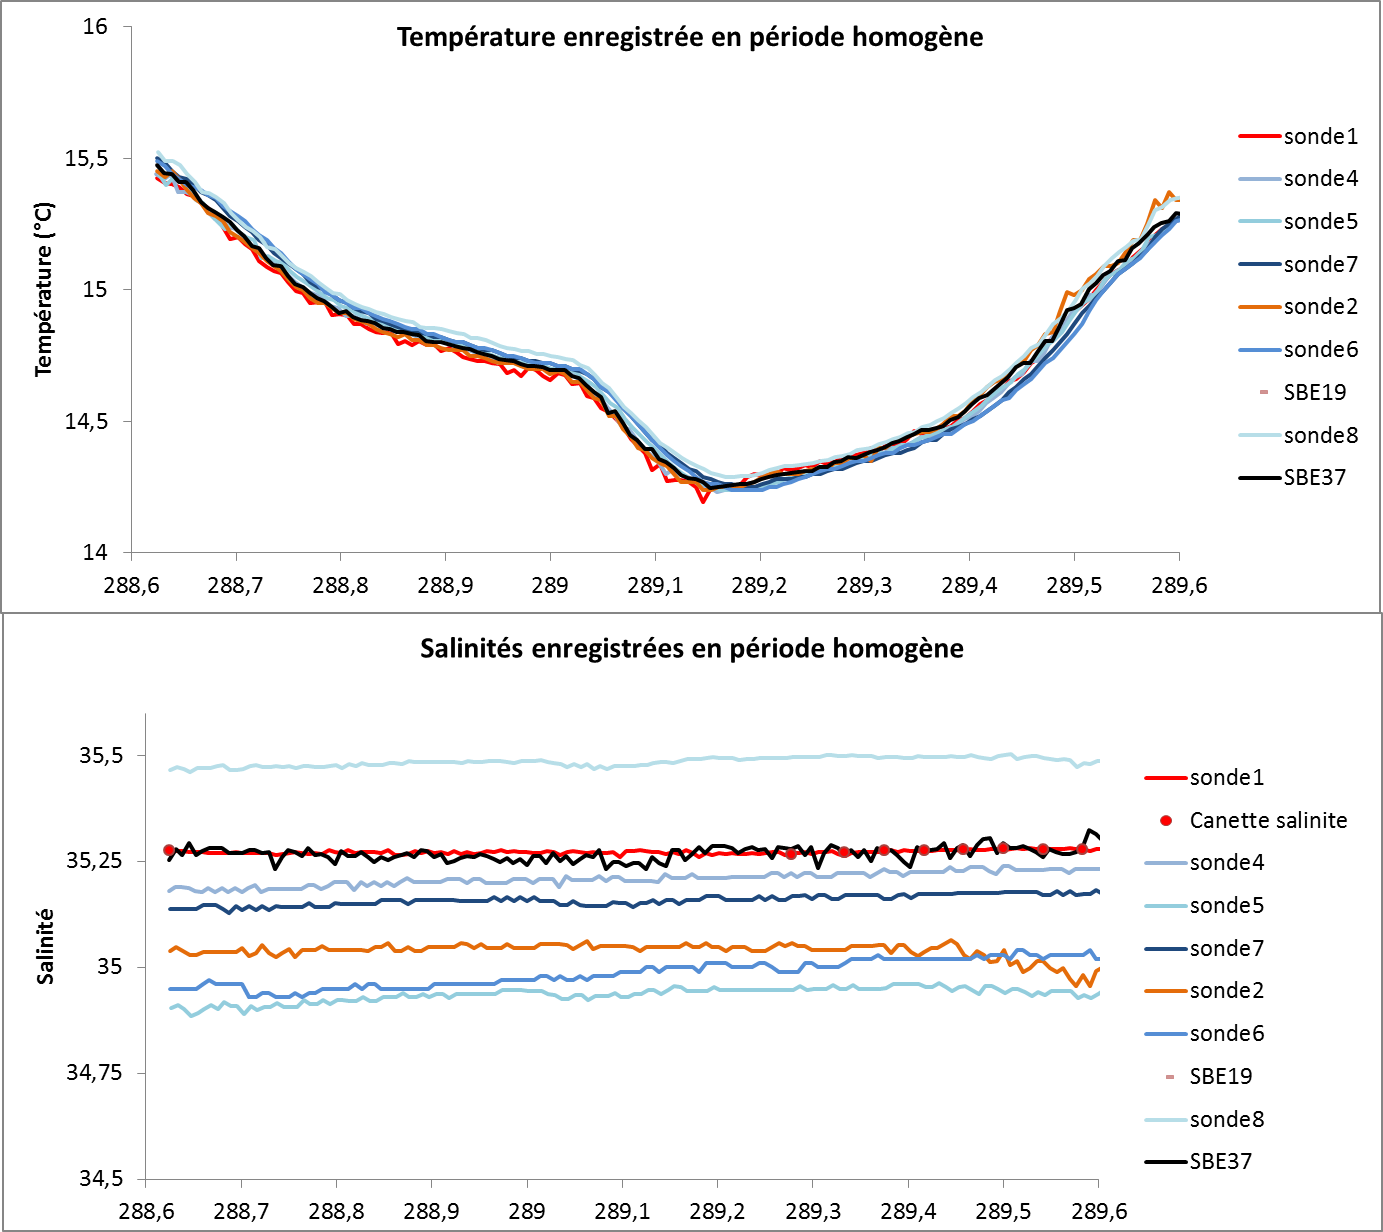 Température enregistrée en période homogène
16
15,5
15
14,5
14
Température (°C)
288,6 288,7 288,8 288,9 289 289,1 289,2 289,3 289,4 289,5 289,6
sonde1
sonde4
sonde5
sonde7
sonde2
sonde6
SBE19
sonde8
SBE37
Salinités enregistrées en période homogène
35,5
35,25
35
34,75
34,5
Salinité
288,6 288,7 288,8 288,9 289 289,1 289,2 289,3 289,4 289,5 289,6
sonde1
Canette salinite
sonde4
sonde5
sonde7
sonde2
sonde6
SBE19
sonde8
SBE37